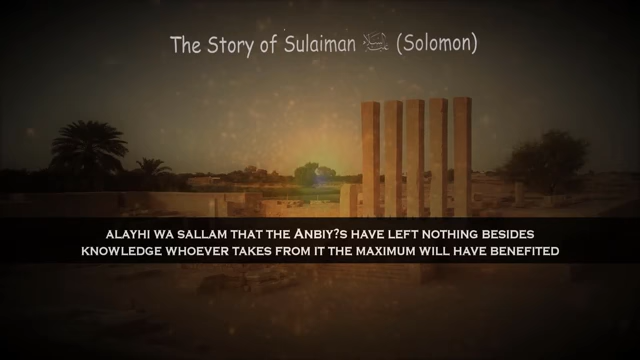 The Story of Sulaiman (Solomon)
ALAYHI WA SALLAM THAT THE ANBIY?S HAVE LEFT NOTHING BESIDES
KNOWLEDGE WHOEVER TAKES FROM IT THE MAXIMUM WILL HAVE BENEFITED